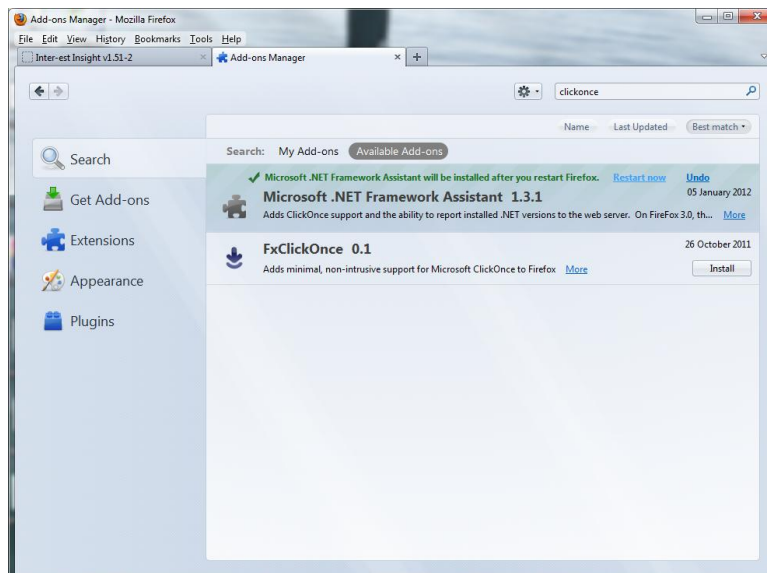 Add-ons Manager - Mozilla Firefox
File Edit View History Bookmarks Tools Help
Inter-est Insight v1.51-2
Add-ons Manager
clickonce
Name Last Updated Best match
Search: My Add-ons Available Add-ons
Search
Get Add-ons
Extensions
Appearance
Plugins
Microsoft .NET Framework Assistant will be installed after you restart Firefox. Restart now Undo
Microsoft .NET Framework Assistant 1.3.1 05 January 2012
Adds ClickOnce support and the ability to report installed .NET versions to the web server. On FireFox 3.0, th... More
FxClickOnce 0.1 26 October 2011
Adds minimal, non-intrusive support for Microsoft ClickOnce to Firefox More Install